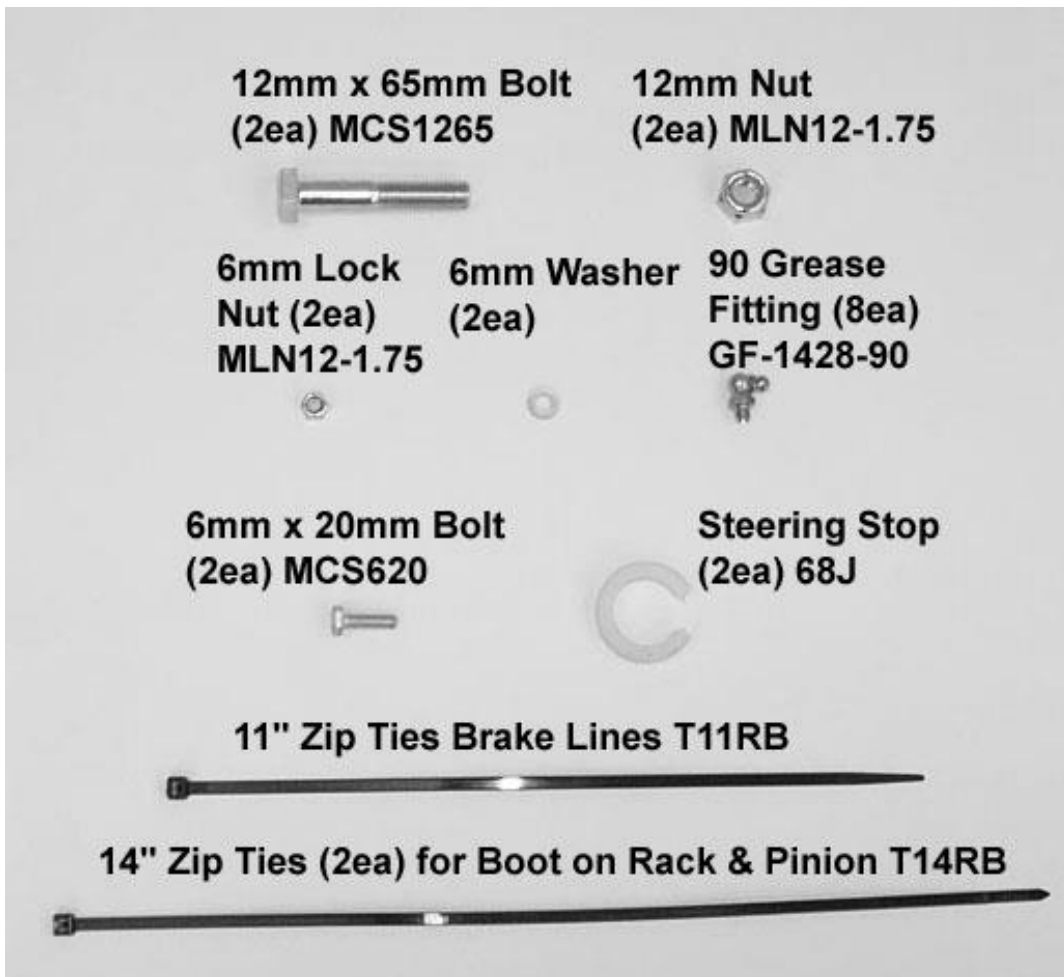 12mm x 65mm Bolt
(2ea) MCS1265
12mm Nut
(2ea) MLN12-1.75
6mm Lock
Nut (2ea)
MLN12-1.75
6mm Washer
(2ea)
90 Grease
Fitting (8ea)
GF-1428-90
6mm x 20mm Bolt
(2ea) MCS620
Steering Stop
(2ea) 68J
11" Zip Ties Brake Lines T11RB
14" Zip Ties (2ea) for Boot on Rack & Pinion T14RB